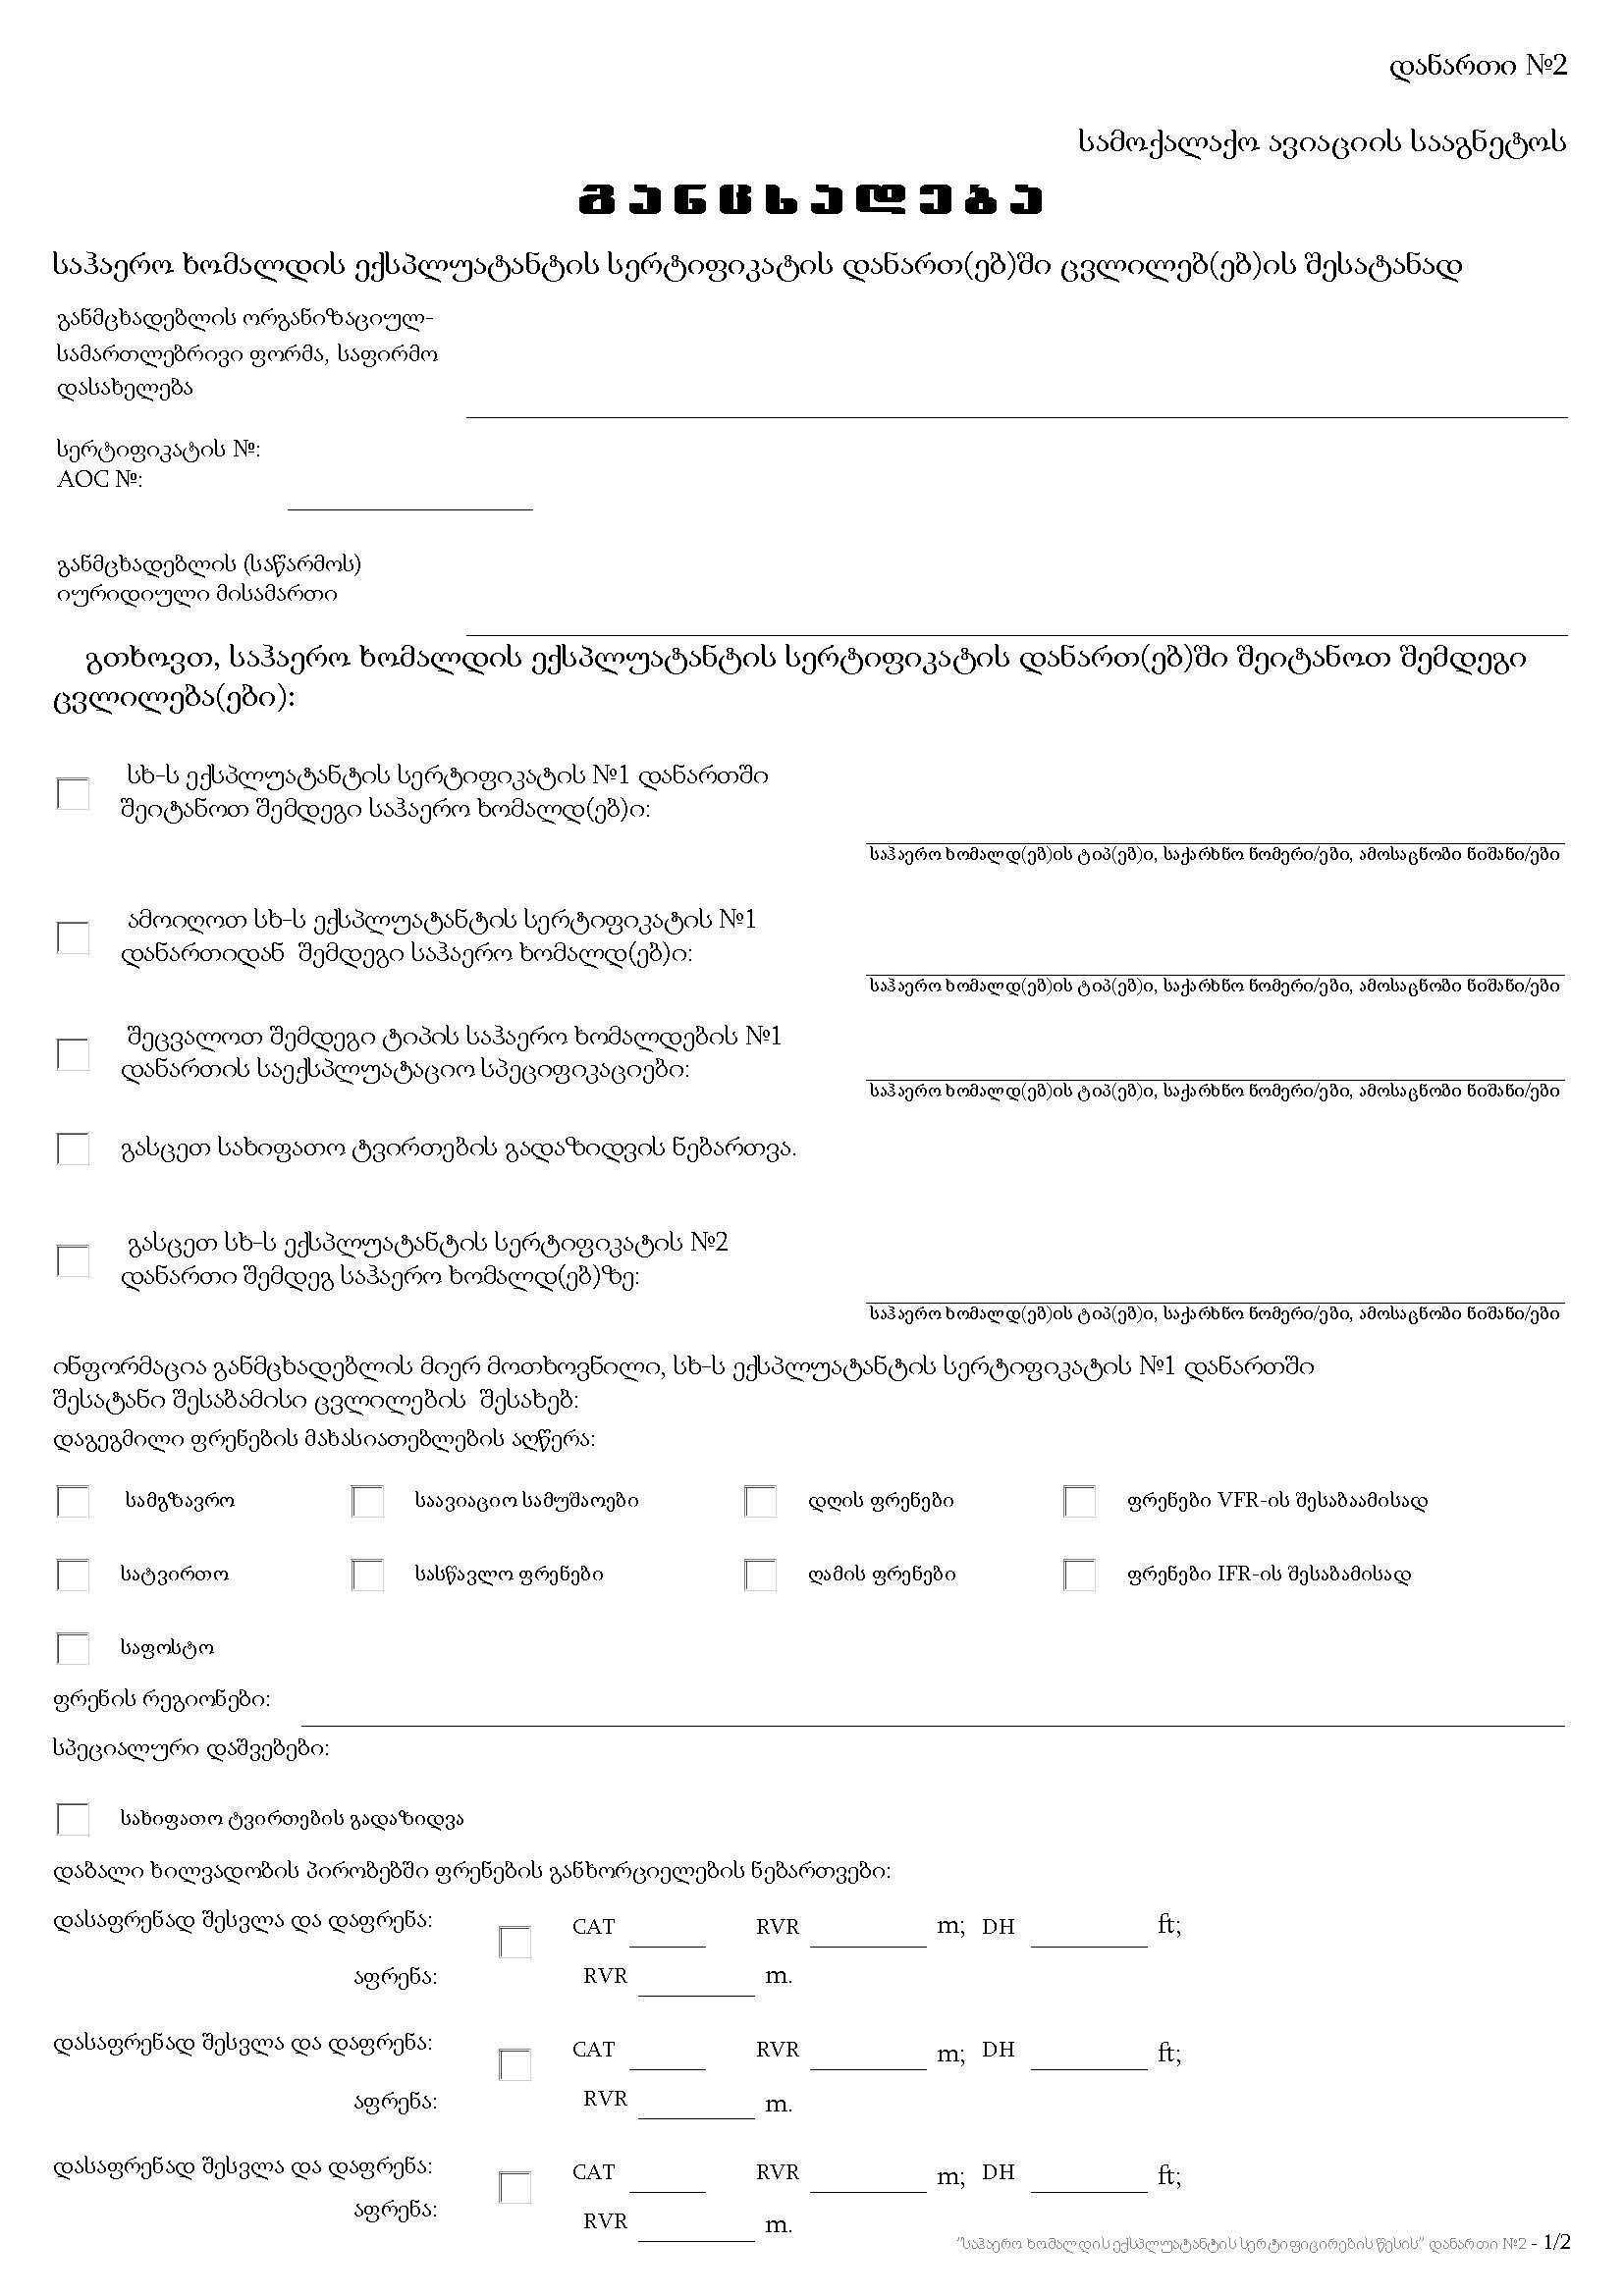 დანართი №2
სამოქალაქო ავიაციის სააგნეტოს
განცხადება
საჰაერო ხომალდის ექსპლუატანტის სერტიფიკატის დანართ(ებ)ში ცვლილებ(ებ)ის შესატანად
განმცხადებლის ორგანიზაციულ-
სამართლებრივი ფორმა, საფირმო
დასახელება
სერტიფიკატის №:
AOC №:
განმცხადებლის (საწარმოს)
იურიდიული მისამართი
გთხოვთ, საჰაერო ხომალდის ექსპლუატანტის სერტიფიკატის დანართ(ებ)ში შეიტანოთ შემდეგი
ცვლილება(ები):
სხ-ს ექსპლუატანტის სერტიფიკატის №1 დანართში
შეიტანოთ შემდეგი საჰაერო ხომალდ(ებ)ი:
საჰაერო ხომალდ(ებ)ის ტიპ(ებ)ი, საქარხნო ნომერი/ები, ამოსაცნობი ნიშანი/ები
ამოიღოთ სხ-ს ექსპლუატანტის სერტიფიკატის №1
დანართიდან შემდეგი საჰაერო ხომალდ(ებ)ი:
საჰაერო ხომალდ(ებ)ის ტიპ(ებ)ი, საქარხნო ნომერი/ები, ამოსაცნობი ნიშანი/ები
შეცვალოთ შემდეგი ტიპის საჰაერო ხომალდების №1
დანართის საექსპლუატაციო სპეციფიკაციები:
საჰაერო ხომალდ(ებ)ის ტიპ(ებ)ი, საქარხნო ნომერი/ები, ამოსაცნობი ნიშანი/ები
გასცეთ სახიფათო ტვირთების გადაზიდვის ნებართვა.
გასცეთ სხ-ს ექსპლუატანტის სერტიფიკატის №2
დანართი შემდეგ საჰაერო ხომალდ(ებ)ზე:
საჰაერო ხომალდ(ებ)ის ტიპ(ებ)ი, საქარხნო ნომერი/ები, ამოსაცნობი ნიშანი/ები
ინფორმაცია განმცხადებლის მიერ მოთხოვნილი, სხ-ს ექსპლუატანტის სერტიფიკატის №1 დანართში
შესატანი შესაბამისი ცვლილების შესახებ:
დაგეგმილი ფრენების მახასიათებლების აღწერა:
სამგზავრო საავიაციო სამუშაოები დღის ფრენები ფრენები VFR-ის შესაბაამისად
სატვირთო სასწავლო ფრენები ღამის ფრენები ფრენები IFR-ის შესაბამისად
საფოსტო
ფრენის რეგიონები:
სპეციალური დაშვებები:
სახიფათო ტვირთების გადაზიდვა
დაბალი ხილვადობის პირობებში ფრენების განხორციელების ნებართვები:
დასაფრენად შესვლა და დაფრენა: CAT RVR m; DH ft;
აფრენა: RVR m.
დასაფრენად შესვლა და დაფრენა: CAT RVR m; DH ft;
აფრენა: RVR m.
დასაფრენად შესვლა და დაფრენა: CAT RVR m; DH ft;
აფრენა: RVR m.
"საჰაერო ხომალდის ექსპლუატანტის სერტიფიცირების წესის" დანართი №2 - 1/2